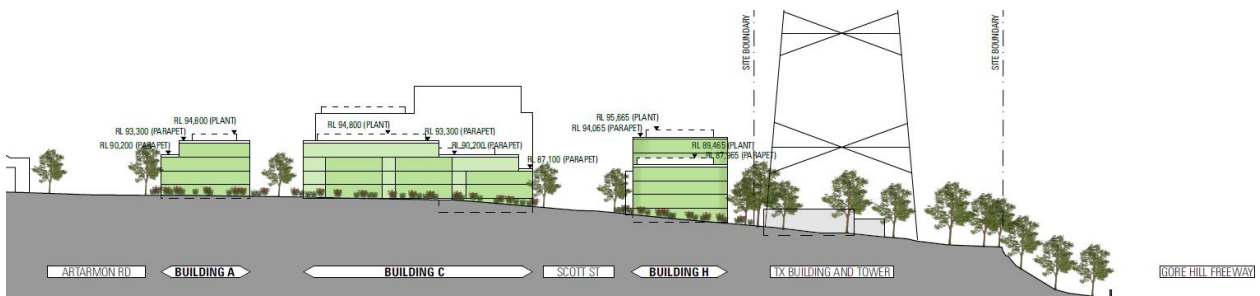 SITE BOUNDARY
SITE BOUNDARY
RL 94,800 (PLANT)
RL 93,300 (PARAPET)
RL 90,200 (PARAPET)
RL 94,800 (PLANT)
RL 93,300 (PARAPET)
RL 90,200 (PARAPET)
RL 87,100 (PARAPET)
RL 95,665 (PLANT)
RL 94,065 (PARAPET)
RL 89,465 (PLANT)
RL 87,965 (PARAPET)
ARTARMON RD
BUILDING A
BUILDING C
SCOTT ST
BUILDING H
TX BUILDING AND TOWER
GORE HILL FREEWAY